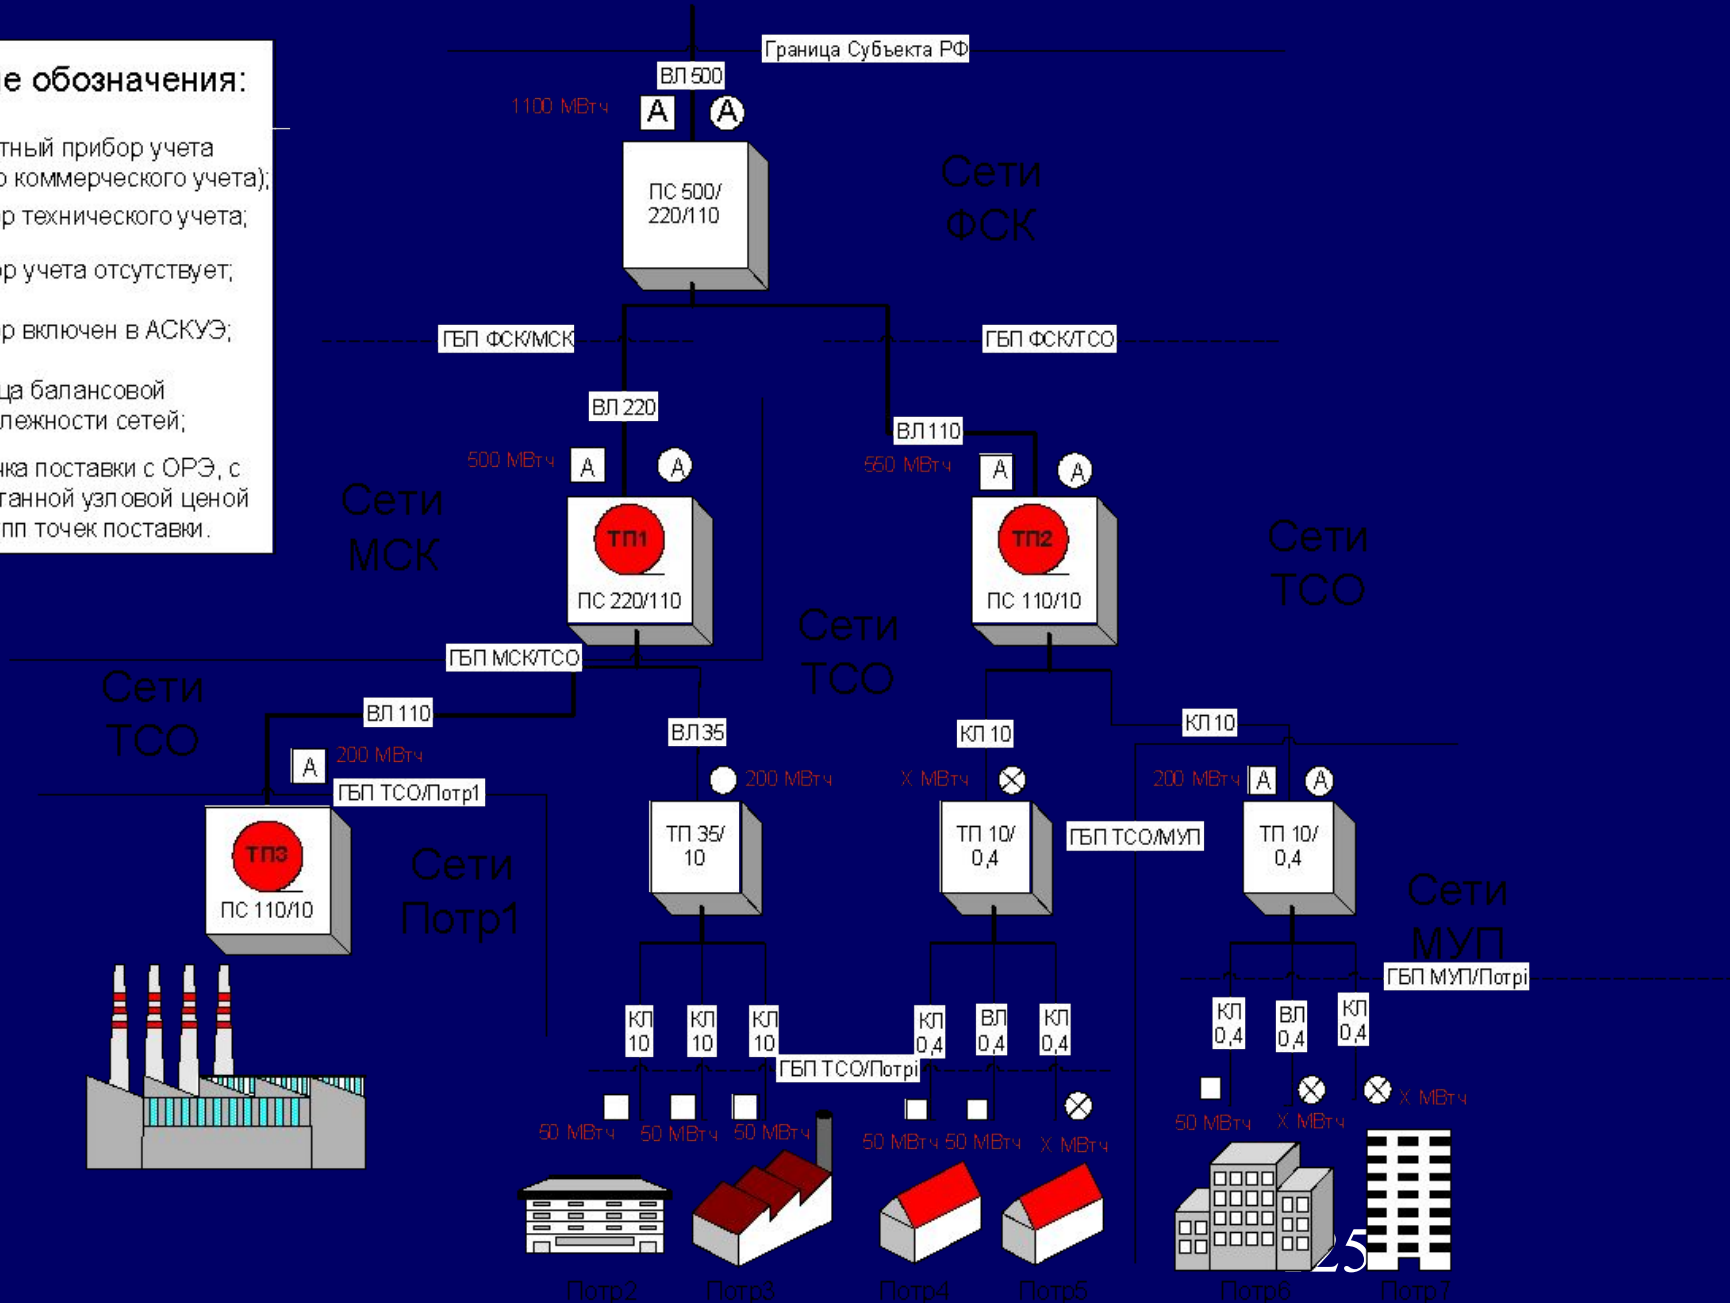 Граница Субъекта РФ
ВЛ 500
1100 МВтч
А
А
е обозначения:
тный прибор учета
о коммерческого учета);
р технического учета;
ор учета отсутствует;
р включен в АСКУЭ;
ца балансовой
лежности сетей;
чка поставки с ОРЭ, с
танной узловой ценой
пп точек поставки.
ПС 500/
220/110
Сети
ФСК
ГБП ФСК/МСК
ГБП ФСК/ТСО
ВЛ 220
ВЛ 110
500 МВтч
А
А
550 МВтч
А
А
Сети
МСК
ТП1
ПС 220/110
ТП2
ПС 110/10
Сети
ТСО
Сети
ТСО
ГБП МСК/ТСО
Сети
ТСО
ВЛ 110
ВЛ 35
КЛ 10
КЛ 10
А
200 МВтч
200 МВтч
Х МВтч
200 МВтч
А
А
ГБП ТСО/Потр1
ТП3
ПС 110/10
Сети
Потр1
ТП 35/
10
ТП 10/
0,4
ГБП ТСО/МУП
ТП 10/
0,4
Сети
МУП
ГБП МУП/Потрi
КЛ
10
КЛ
10
КЛ
10
КЛ
0,4
ВЛ
0,4
КЛ
0,4
КЛ
0,4
ВЛ
0,4
КЛ
0,4
ГБП ТСО/Потрi
50 МВтч
50 МВтч
50 МВтч
50 МВтч
50 МВтч
Х МВтч
50 МВтч
Х МВтч
Х МВтч
Потр2
Потр3
Потр4
Потр5
Потр6
Потр7
25